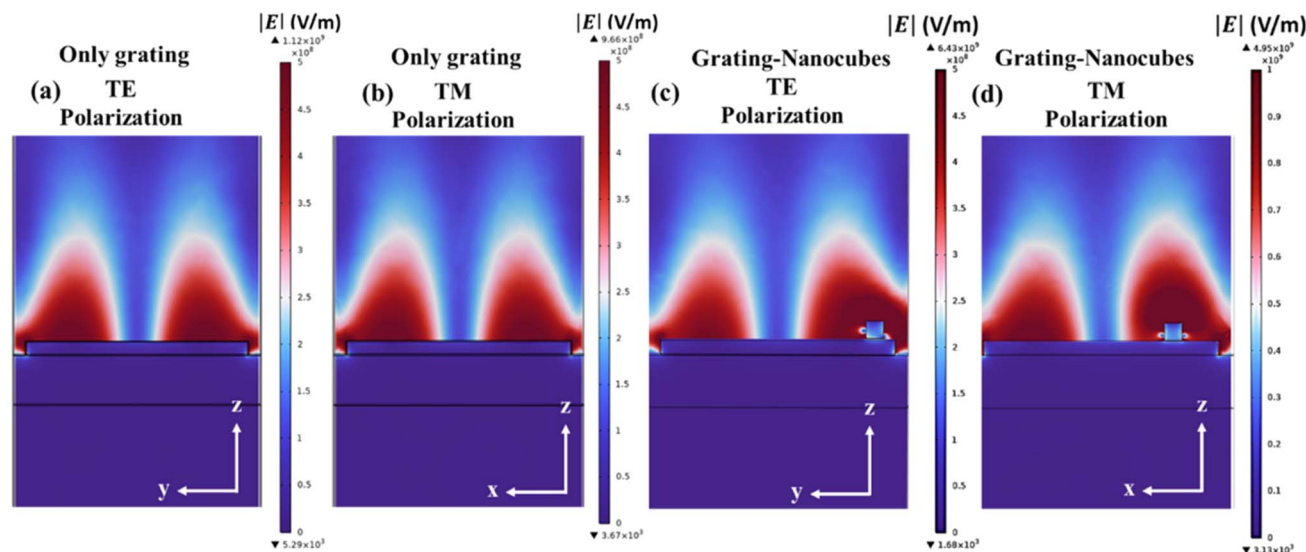 |E| (V/m)
▲ 1.12×10⁹
×10⁸
Only grating
(a)
TE
Polarization
5
4.5
4
3.5
3
2.5
2
1.5
1
0.5
0
▼ 5.29×10³
z
y
|E| (V/m)
▲ 9.66×10⁸
×10⁸
Only grating
(b)
TM
Polarization
5
4.5
4
3.5
3
2.5
2
1.5
1
0.5
0
▼ 3.67×10³
z
x
|E| (V/m)
▲ 6.43×10⁹
×10⁸
Grating-Nanocubes
(c)
TE
Polarization
5
4.5
4
3.5
3
2.5
2
1.5
1
0.5
0
▼ 1.68×10³
z
y
|E| (V/m)
▲ 4.95×10⁹
×10⁹
Grating-Nanocubes
(d)
TM
Polarization
1
0.9
0.8
0.7
0.6
0.5
0.4
0.3
0.2
0.1
0
▼ 3.13×10³
z
x